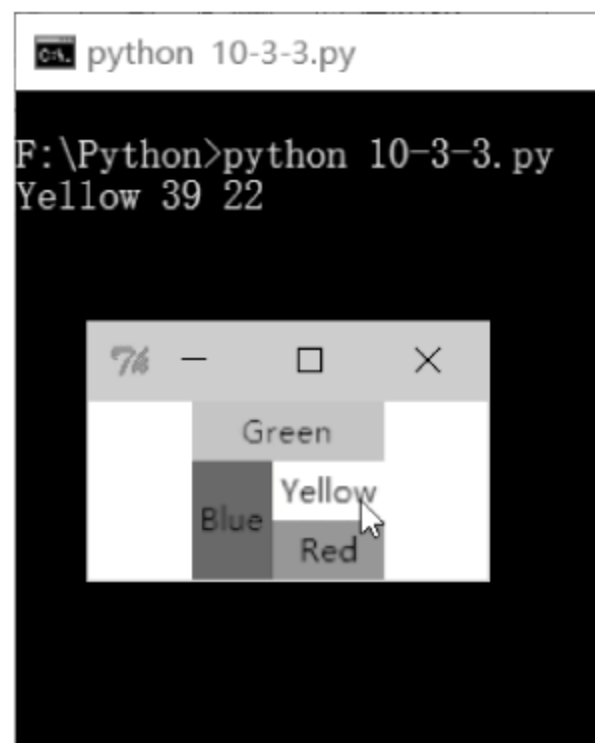 python 10-3-3.py
F:\Python>python 10-3-3.py
Yellow 39 22
Green
Yellow
Blue
Red